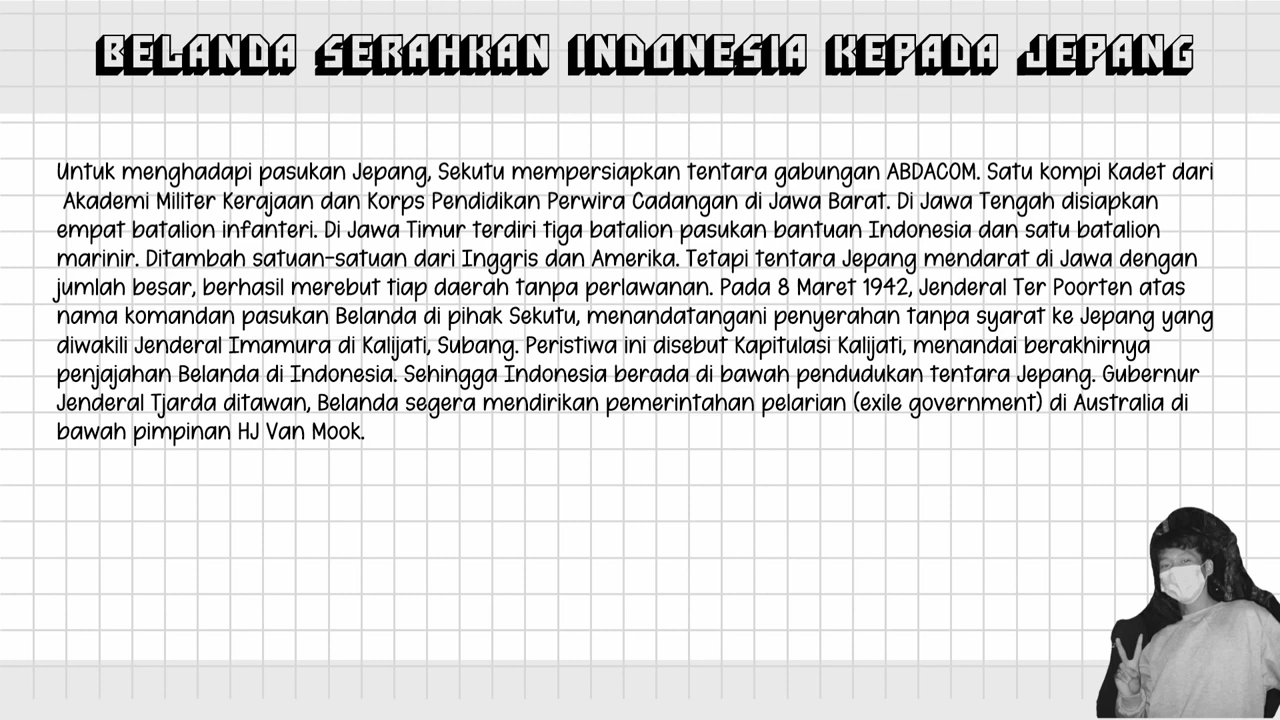 BELANDA SERAHKAN INDONESIA KEPADA JEPANG
Untuk menghadapi pasukan Jepang, Sekutu mempersiapkan tentara gabungan ABDACOM. Satu kompi Kadet dari
Akademi Militer Kerajaan dan Korps Pendidikan Perwira Cadangan di Jawa Barat. Di Jawa Tengah disiapkan
empat batalion infanteri. Di Jawa Timur terdiri tiga batalion pasukan bantuan Indonesia dan satu batalion
marinir. Ditambah satuan-satuan dari Inggris dan Amerika. Tetapi tentara Jepang mendarat di Jawa dengan
jumlah besar, berhasil merebut tiap daerah tanpa perlawanan. Pada 8 Maret 1942, Jenderal Ter Poorten atas
nama komandan pasukan Belanda di pihak Sekutu, menandatangani penyerahan tanpa syarat ke Jepang yang
diwakili Jenderal Imamura di Kalijati, Subang. Peristiwa ini disebut Kapitulasi Kalijati, menandai berakhirnya
penjajahan Belanda di Indonesia. Sehingga Indonesia berada di bawah pendudukan tentara Jepang. Gubernur
Jenderal Tjarda ditawan, Belanda segera mendirikan pemerintahan pelarian (exile government) di Australia di
bawah pimpinan HJ Van Mook.